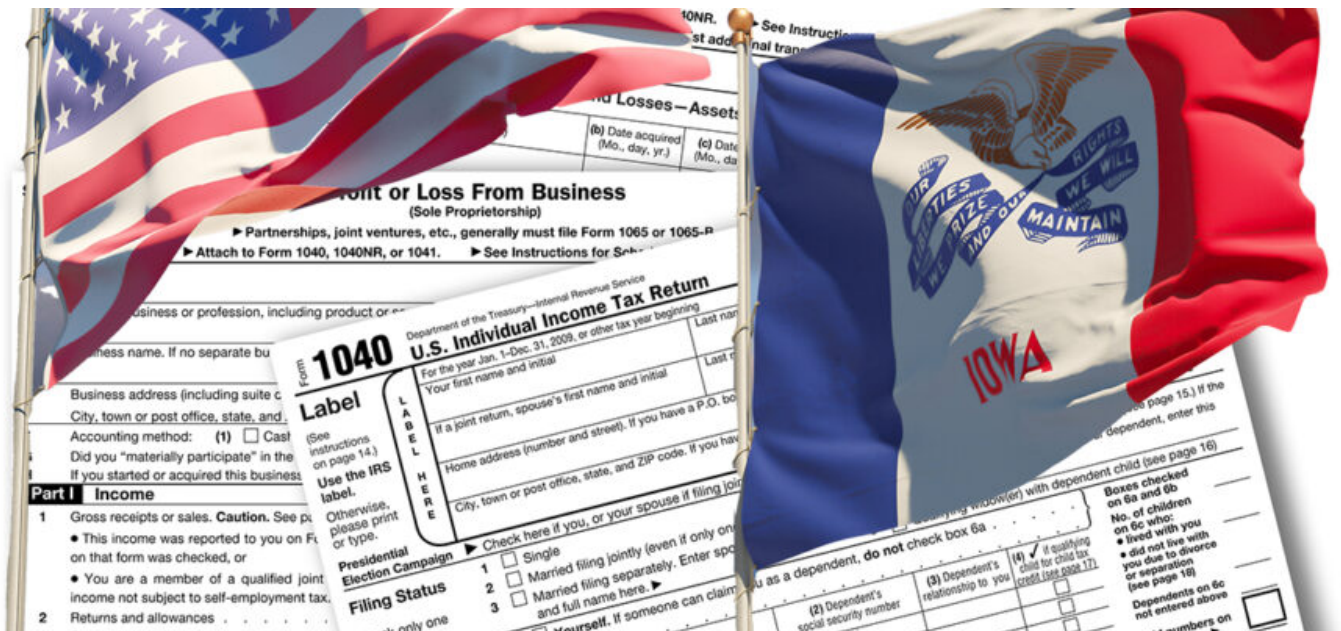 40NR.
▶ See Instruct
st add
nal tran
nd Losses—Assets
(b) Date acquired
(Mo., day, yr.)
(c) Date
(Mo., da
or Loss From Business
(Sole Proprietorship)
▶ Partnerships, joint ventures, etc., generally must file Form 1065 or 1065-B
▶ Attach to Form 1040, 1040NR, or 1041. ▶ See Instructions for Sch
usiness or profession, including product or
ness name. If no separate bu
Business address (including suite o
City, town or post office, state, and
Accounting method: (1) Cash
Did you “materially participate” in the
If you started or acquired this business
Part I Income
1 Gross receipts or sales. Caution. See
• This income was reported to you on Fo
on that form was checked, or
• You are a member of a qualified joint
income not subject to self-employment tax
2 Returns and allowances
Form 1040
Department of the Treasury—Internal Revenue Service
U.S. Individual Income Tax Return
For the year Jan. 1–Dec. 31, 2009, or other tax year beginning
Your first name and initial
Last nam
If a joint return, spouse's first name and initial
Last n
Home address (number and street). If you have a P.O. bo
City, town or post office, state, and ZIP code. If you hav
Label
(See
instructions
on page 14.)
Use the IRS
label.
Otherwise,
please print
or type.
LABEL HERE
Presidential
Election Campaign ▶ Check here if you, or your spouse if filing join
Filing Status
only one
1 Single
2 Married filing jointly (even if only one
3 Married filing separately. Enter spo
and full name here. ▶
Yourself. If someone can claim
u as a dependent, do not check box 6a
OUR
LIBERTIES
WE PRIZE
AND OUR
RIGHTS
WE WILL
MAINTAIN
IOWA
page 15.) If the
dependent, enter this
with dependent child (see page 16)
(2) Dependent's
social security number
(3) Dependent's
relationship to you
(4) ✓ if qualifying
child for child tax
credit (see page 17)
Boxes checked
on 6a and 6b
No. of children
on 6c who:
• lived with you
• did not live with
you due to divorce
or separation
(see page 18)
Dependents on 6c
not entered above
numbers on